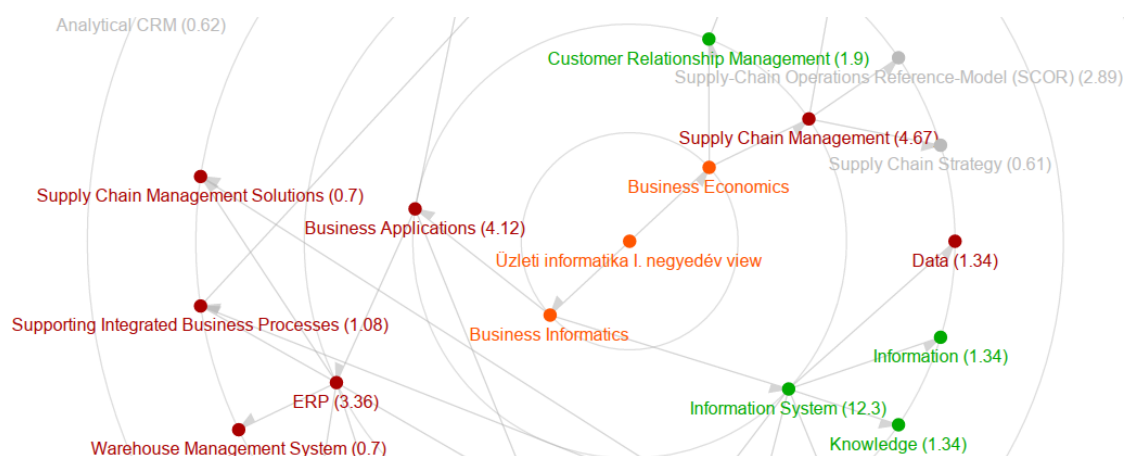 Analytical CRM (0.62)
Customer Relationship Management (1.9)
Supply-Chain Operations Reference-Model (SCOR) (2.89)
Supply Chain Management (4.67)
Supply Chain Strategy (0.61)
Supply Chain Management Solutions (0.7)
Business Economics
Business Applications (4.12)
Üzleti informatika I. negyedév view
Data (1.34)
Supporting Integrated Business Processes (1.08)
Business Informatics
Information (1.34)
ERP (3.36)
Information System (12.3)
Warehouse Management System (0.7)
Knowledge (1.34)